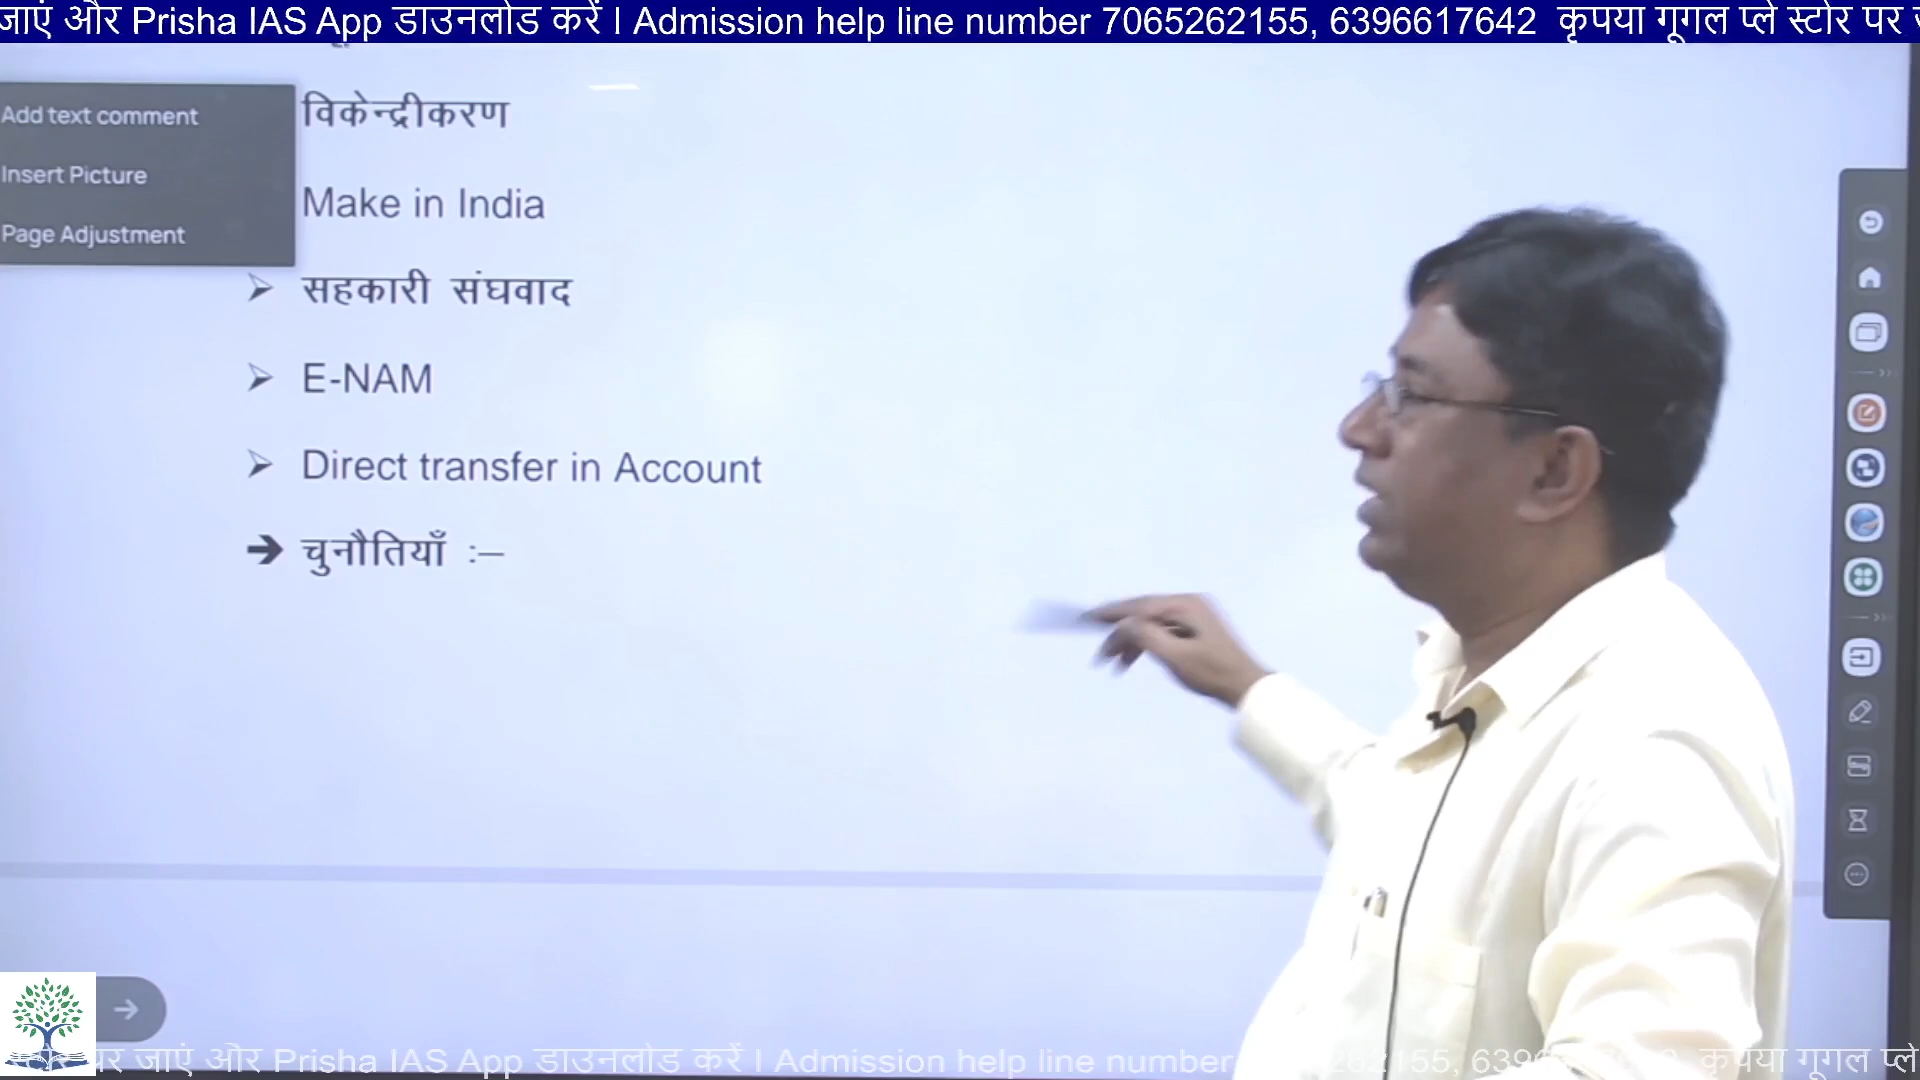 जाएं और Prisha IAS App डाउनलोड करें I Admission help line number 7065262155, 6396617642 कृपया गूगल प्ले स्टोर पर
Add text comment
Insert Picture
Page Adjustment
विकेन्द्रीकरण
Make in India
➢ सहकारी संघवाद
➢ E-NAM
➢ Direct transfer in Account
➔ चुनौतियाँ :–
पर जाएं और Prisha IAS App डाउनलोड करें I Admission help line number कृपया गूगल प्ले